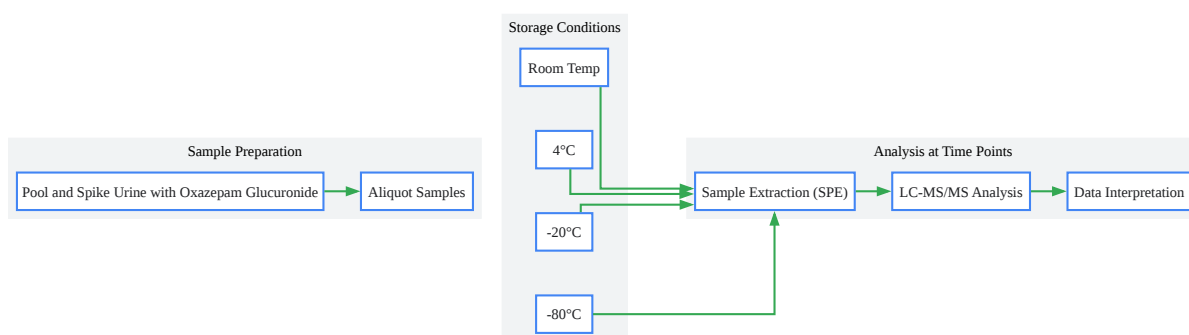 Storage Conditions
Room Temp
4°C
-20°C
-80°C
Sample Preparation
Pool and Spike Urine with Oxazepam Glucuronide
Aliquot Samples
Analysis at Time Points
Sample Extraction (SPE)
LC-MS/MS Analysis
Data Interpretation